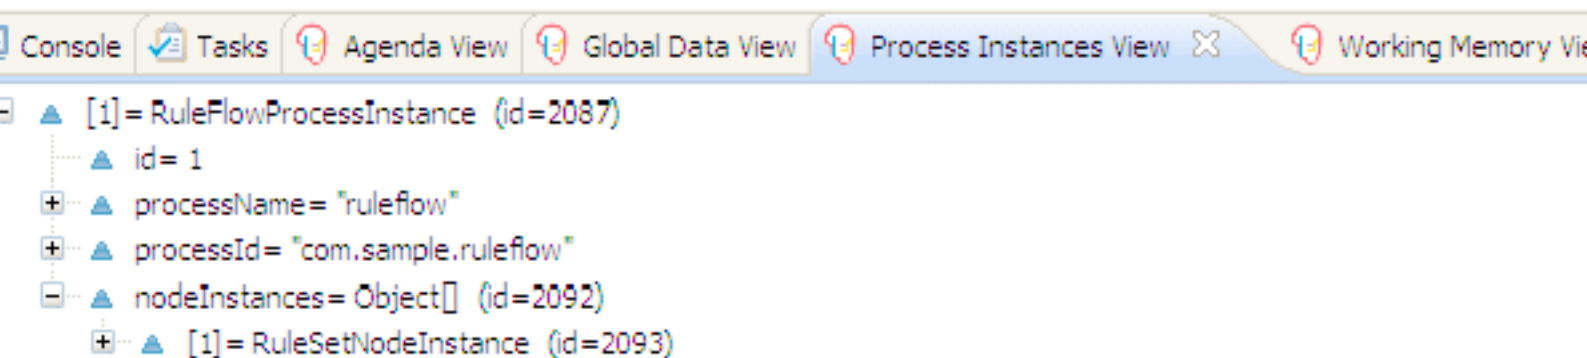 Console Tasks Agenda View Global Data View Process Instances View Working Memory
[1]= RuleFlowProcessInstance (id=2087)
id= 1
processName= "ruleflow"
processId= "com.sample.ruleflow"
nodeInstances= Object[] (id=2092)
[1]= RuleSetNodeInstance (id=2093)